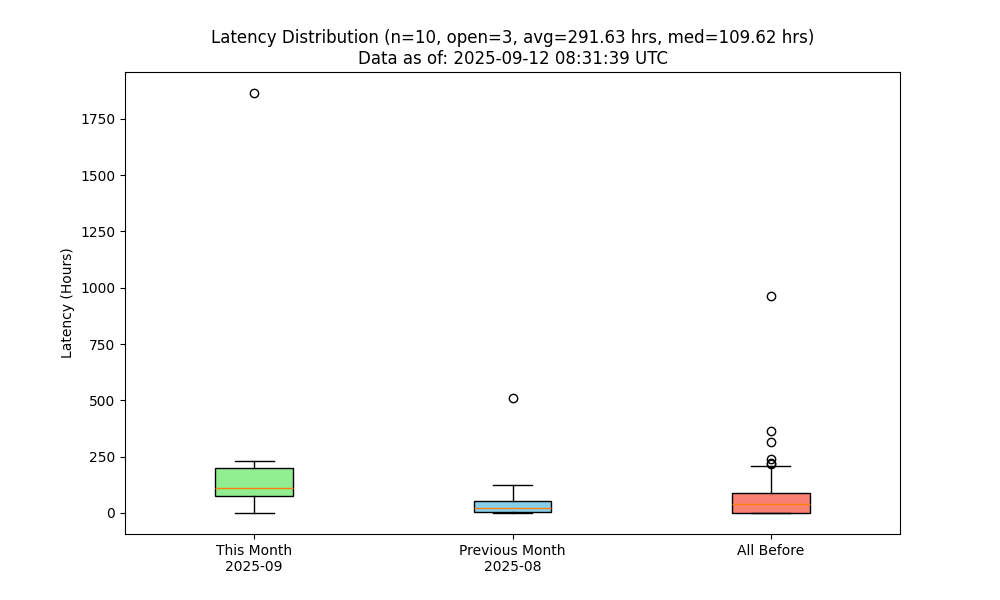 Latency Distribution (n=10, open=3, avg=291.63 hrs, med=109.62 hrs)
Data as of: 2025-09-12 08:31:39 UTC
1750
1500
1250
1000
750
500
250
0
Latency (Hours)
This Month
2025-09
Previous Month
2025-08
All Before